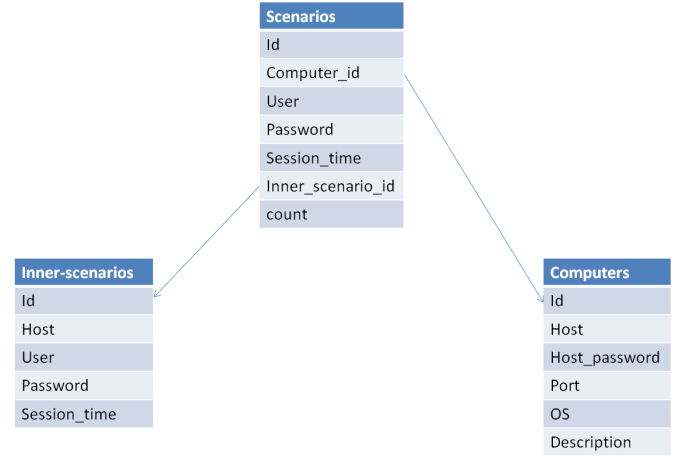 Scenarios
Id
Computer_id
User
Password
Session_time
Inner_scenario_id
count
Inner-scenarios
Id
Host
User
Password
Session_time
Computers
Id
Host
Host_password
Port
OS
Description